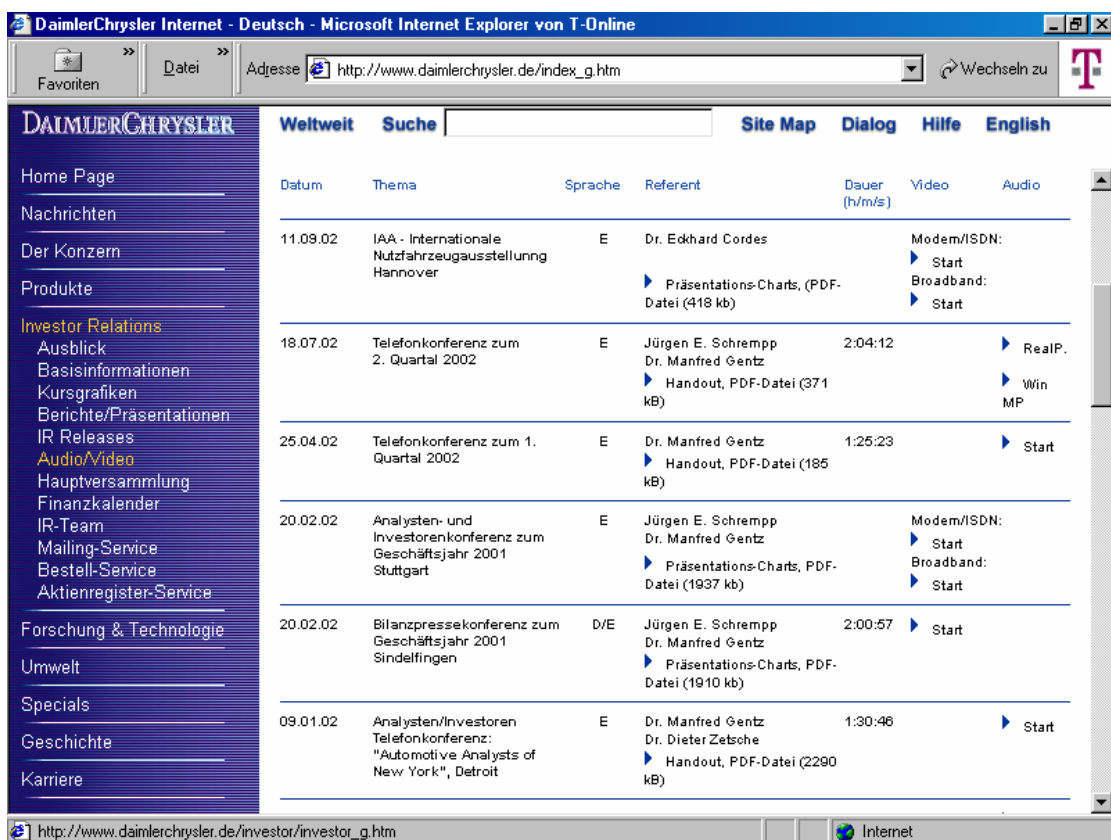 DaimlerChrysler Internet - Deutsch - Microsoft Internet Explorer von T-Online
Favoriten
Datei
Adresse
http://www.daimlerchrysler.de/index_g.htm
Wechseln zu
T
DAIMLERCHRYSLER
Weltweit
Suche
Site Map
Dialog
Hilfe
English
Home Page
Nachrichten
Der Konzern
Produkte
Investor Relations
Ausblick
Basisinformationen
Kursgrafiken
Berichte/Präsentationen
IR Releases
Audio/Video
Hauptversammlung
Finanzkalender
IR-Team
Mailing-Service
Bestell-Service
Aktienregister-Service
Forschung & Technologie
Umwelt
Specials
Geschichte
Karriere
Datum Thema Sprache Referent Dauer (h/m/s) Video Audio
11.09.02
IAA - Internationale
Nutzfahrzeugausstellunng
Hannover
E
Dr. Eckhard Cordes
Präsentations-Charts, (PDF-
Datei (418 kb)
Modem/ISDN:
Start
Broadband:
Start
18.07.02
Telefonkonferenz zum
2. Quartal 2002
E
Jürgen E. Schrempp
Dr. Manfred Gentz
Handout, PDF-Datei (371
kB)
2:04:12
RealP.
Win
MP
25.04.02
Telefonkonferenz zum 1.
Quartal 2002
E
Dr. Manfred Gentz
Handout, PDF-Datei (185
kB)
1:25:23
Start
20.02.02
Analysten- und
Investorenkonferenz zum
Geschäftsjahr 2001
Stuttgart
E
Jürgen E. Schrempp
Dr. Manfred Gentz
Präsentations-Charts, PDF-
Datei (1937 kb)
Modem/ISDN:
Start
Broadband:
Start
20.02.02
Bilanzpressekonferenz zum
Geschäftsjahr 2001
Sindelfingen
D/E
Jürgen E. Schrempp
Dr. Manfred Gentz
Präsentations-Charts, PDF-
Datei (1910 kb)
2:00:57
Start
09.01.02
Analysten/Investoren
Telefonkonferenz:
"Automotive Analysts of
New York", Detroit
E
Dr. Manfred Gentz
Dr. Dieter Zetsche
Handout, PDF-Datei (2290
kB)
1:30:46
Start
http://www.daimlerchrysler.de/investor/investor_g.htm
Internet